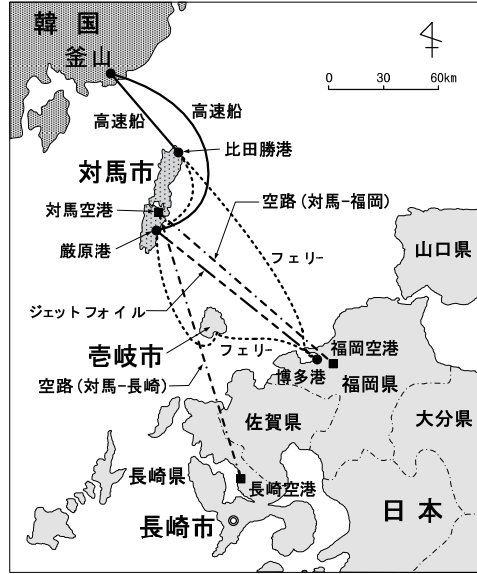 韓国
釜山
0 30 60km
高速船
高速船
比田勝港
対馬市
対馬空港
空路(対馬-福岡)
厳原港
フェリー
山口県
ジェットフォイル
壱岐市
フェリー
福岡空港
博多港
福岡県
空路(対馬-長崎)
佐賀県
大分県
長崎県
長崎空港
長崎市
日本